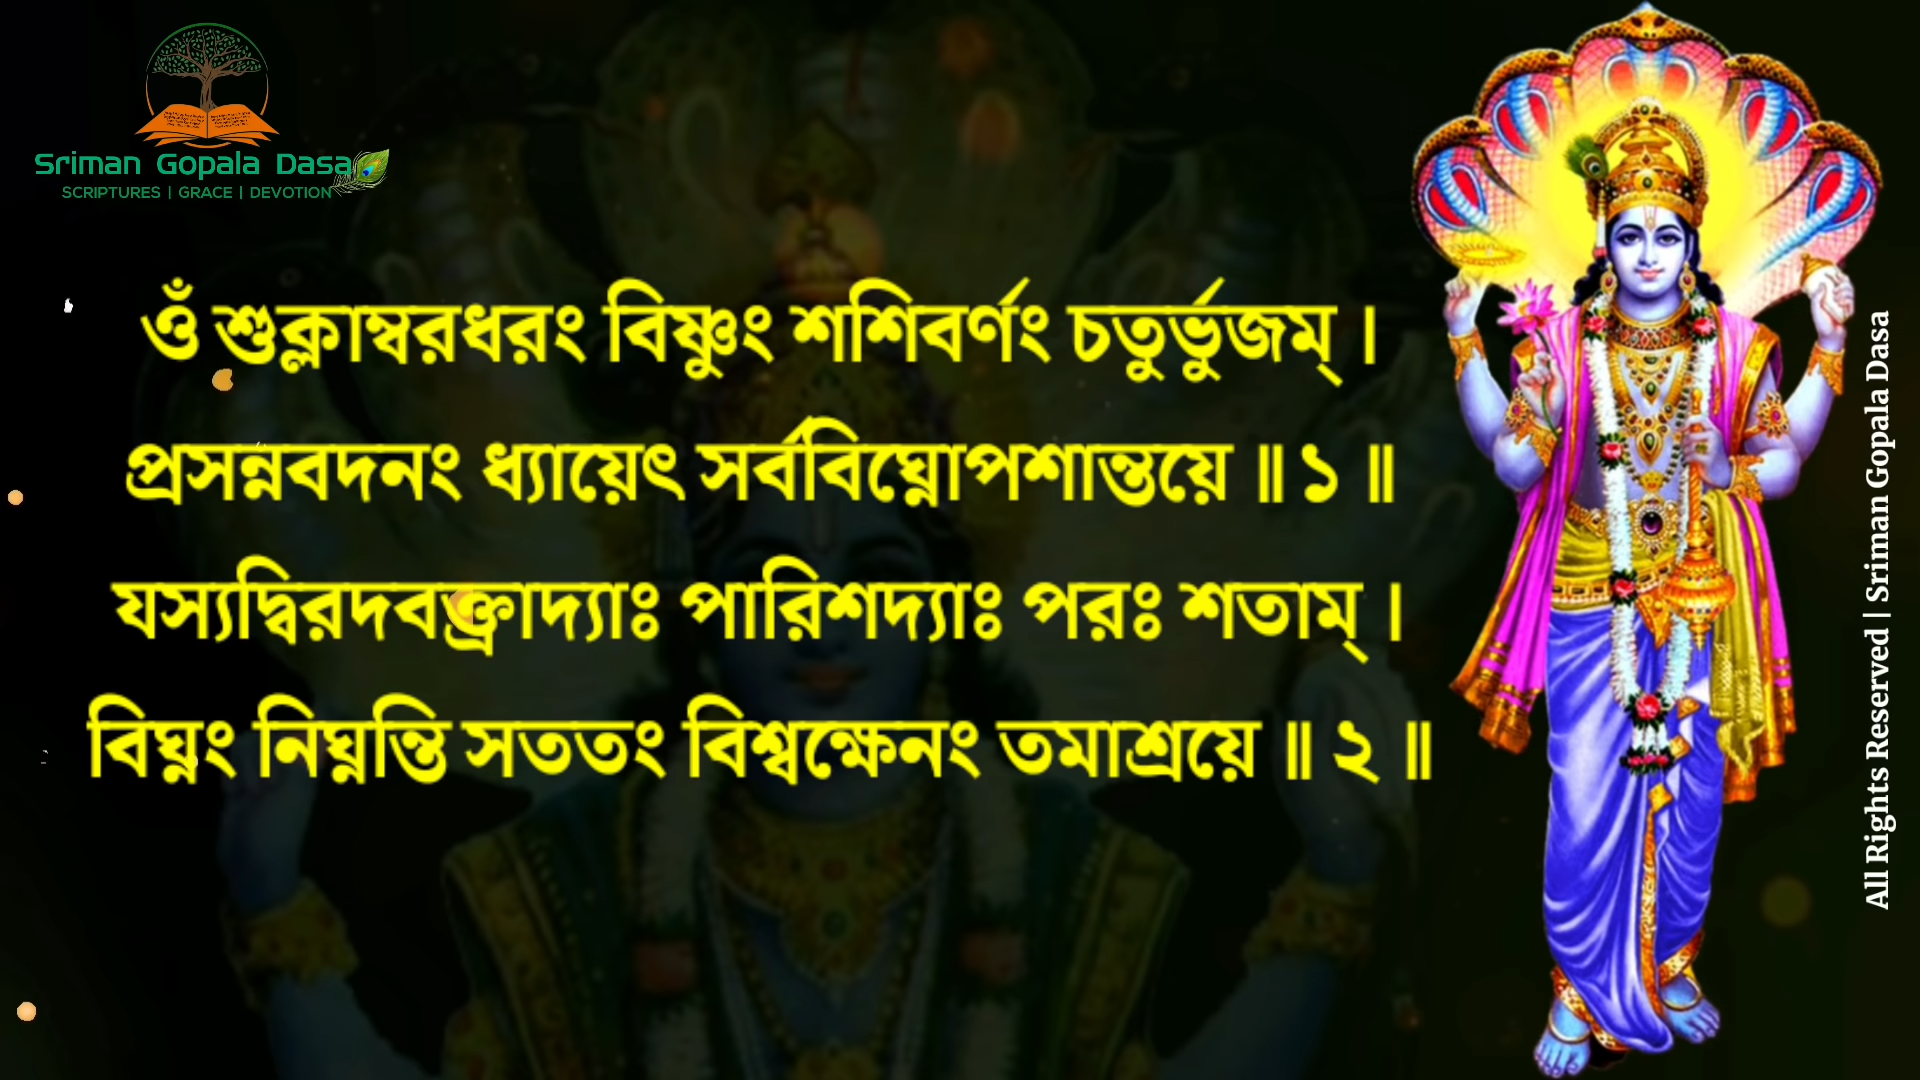 Sriman Gopala Dasa
SCRIPTURES | GRACE | DEVOTION
ওঁ শুক্লাম্বরধরং বিষ্ণুং শশিবর্ণং চতুর্ভুজম্ ।
প্রসন্নবদনং ধ্যায়েৎ সর্ববিঘ্নোপশান্তয়ে ॥ ১ ॥
যস্যদ্বিরদবক্ত্রাদ্যাঃ পারিশদ্যাঃ পরঃ শতাম্ ।
বিঘ্নং নিঘ্নন্তি সততং বিশ্বক্ষেনং তমাশ্রয়ে ॥ ২ ॥
All Rights Reserved | Sriman Gopala Dasa